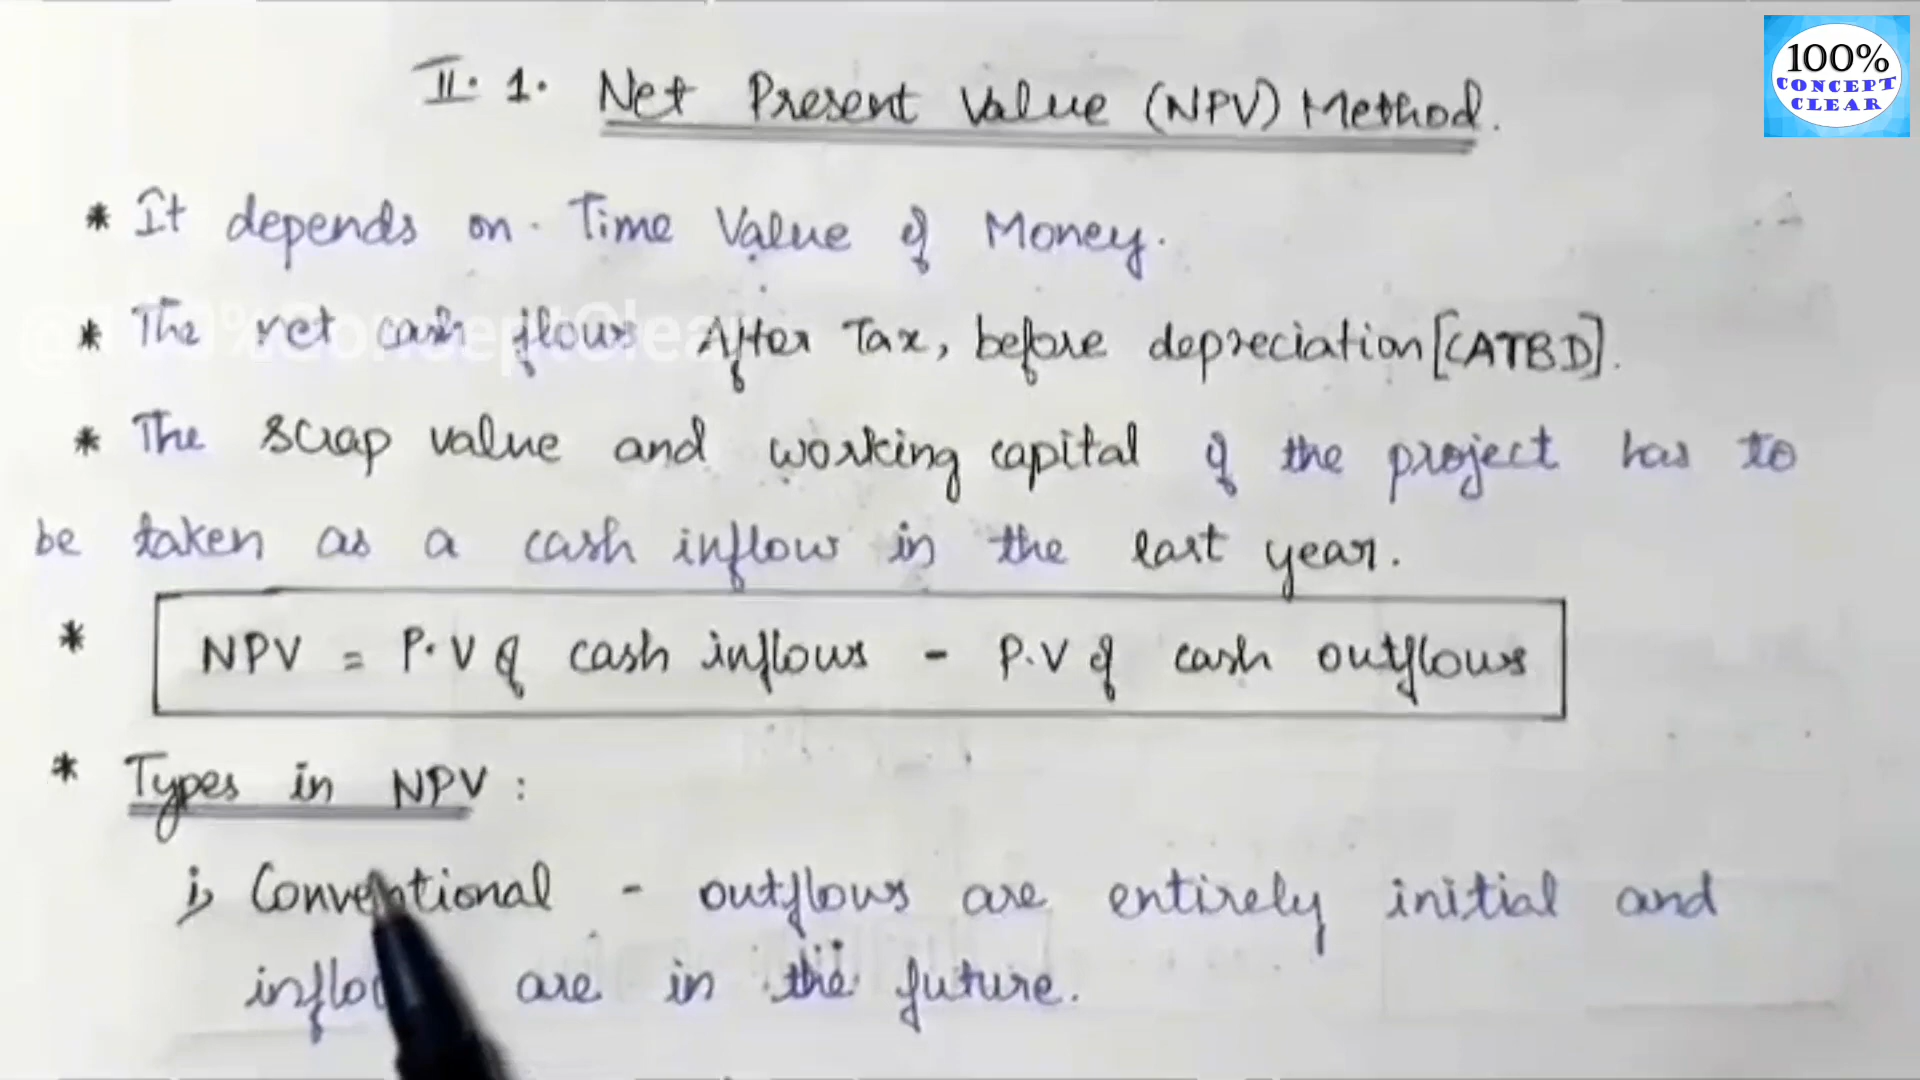 100%
CONCEPT
CLEAR
II. 1. Net Present Value (NPV) Method.
* It depends on Time Value of Money.
* The net cash flows After Tax, before depreciation [CATBD].
* The scrap value and working capital of the project has to
be taken as a cash inflow in the last year.
* NPV = P.V of cash inflows - P.V of cash outflows
* Types in NPV :
i, Conventional - outflows are entirely initial and
are in the future.